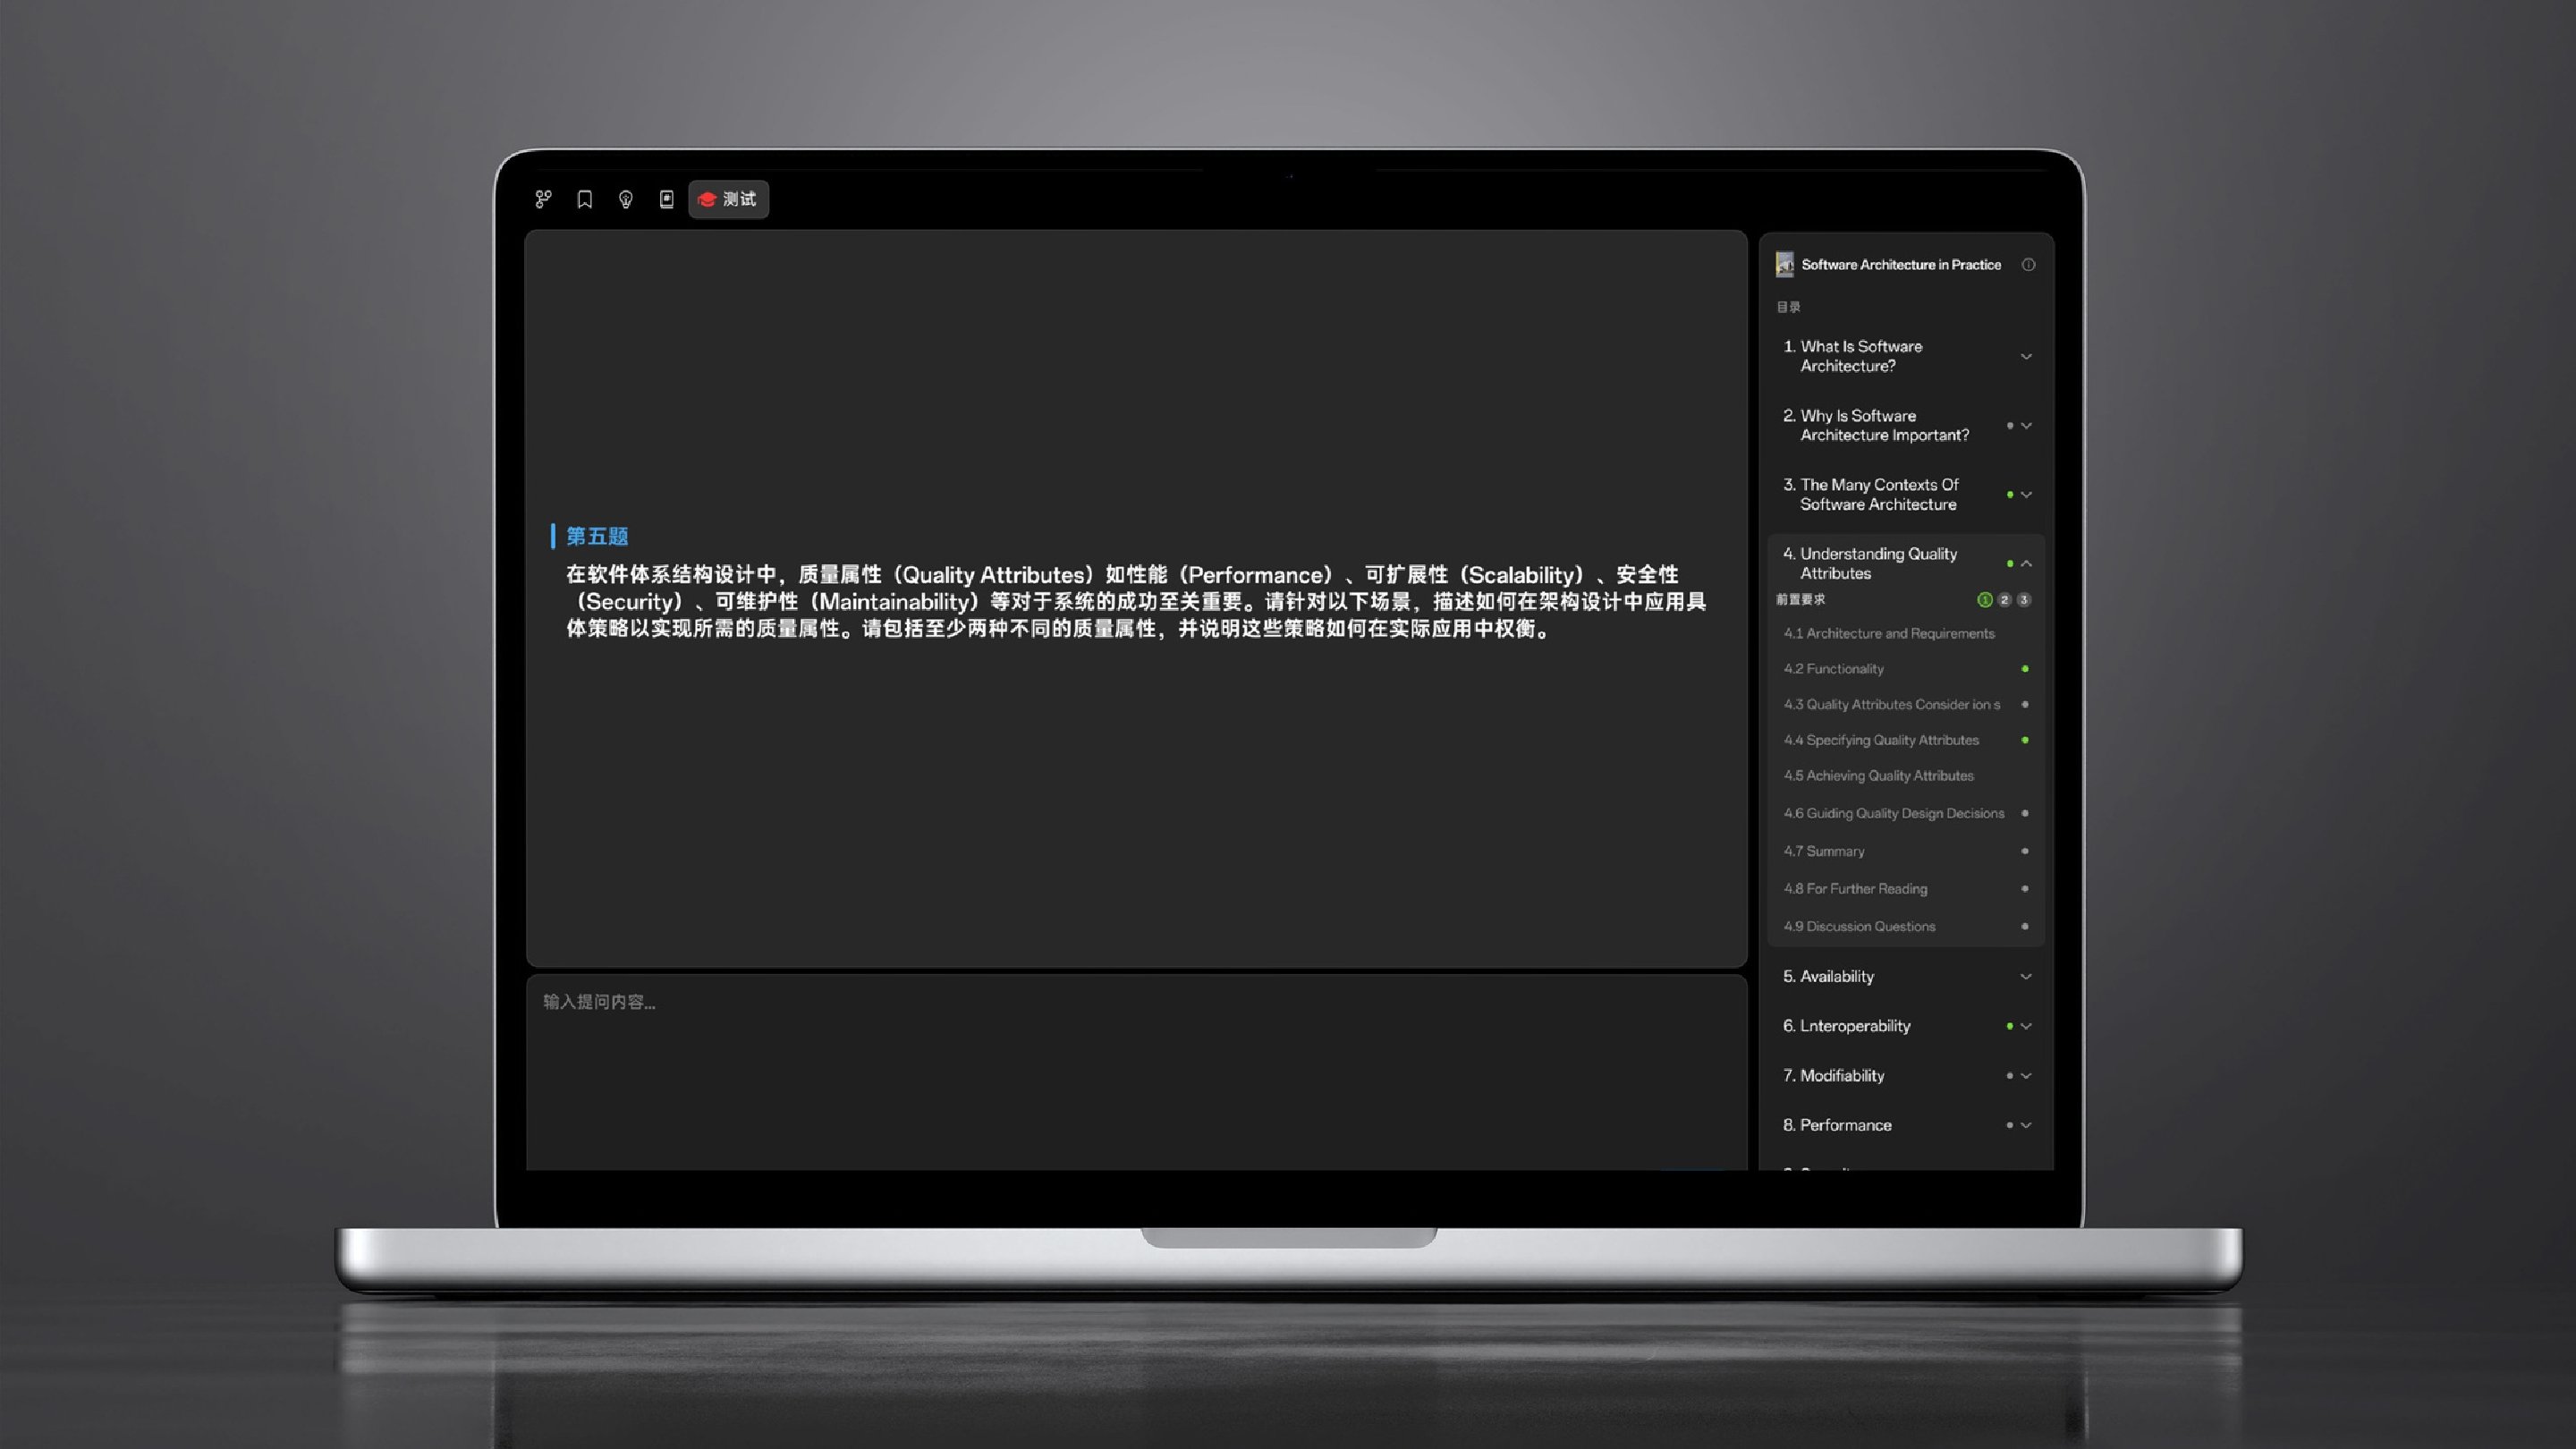 测试
第五题
在软件体系结构设计中，质量属性（Quality Attributes）如性能（Performance）、可扩展性（Scalability）、安全性
（Security）、可维护性（Maintainability）等对于系统的成功至关重要。请针对以下场景，描述如何在架构设计中应用具
体策略以实现所需的质量属性。请包括至少两种不同的质量属性，并说明这些策略如何在实际应用中权衡。
输入提问内容...
Software Architecture in Practice
目录
1. What Is Software
Architecture?
2. Why Is Software
Architecture Important?
3. The Many Contexts Of
Software Architecture
4. Understanding Quality
Attributes
前置要求 1 2 3
4.1 Architecture and Requirements
4.2 Functionality
4.3 Quality Attributes Consider ion s
4.4 Specifying Quality Attributes
4.5 Achieving Quality Attributes
4.6 Guiding Quality Design Decisions
4.7 Summary
4.8 For Further Reading
4.9 Discussion Questions
5. Availability
6. Lnteroperability
7. Modifiability
8. Performance